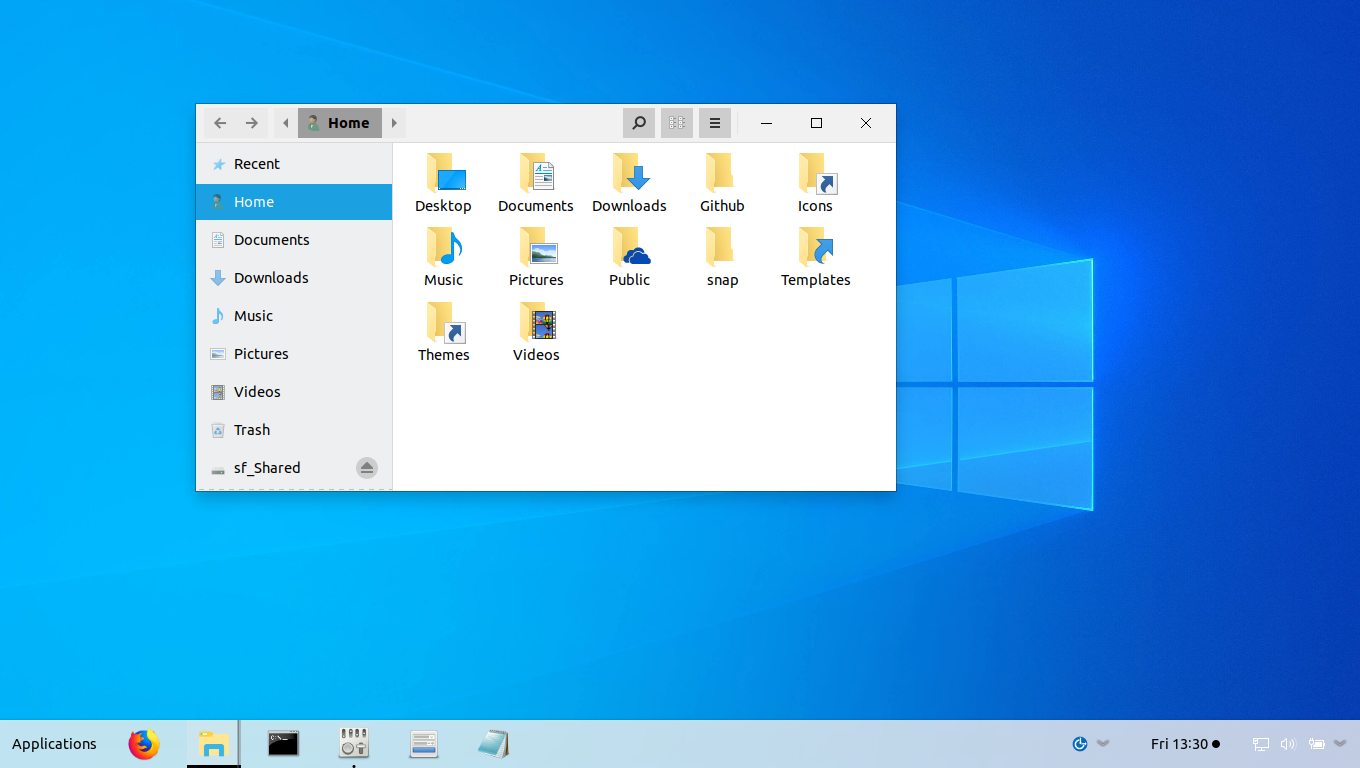 Home
Recent
Home
Documents
Downloads
Music
Pictures
Videos
Trash
sf_Shared
Desktop
Documents
Downloads
Github
Icons
Music
Pictures
Public
snap
Templates
Themes
Videos
Applications
Fri 13:30